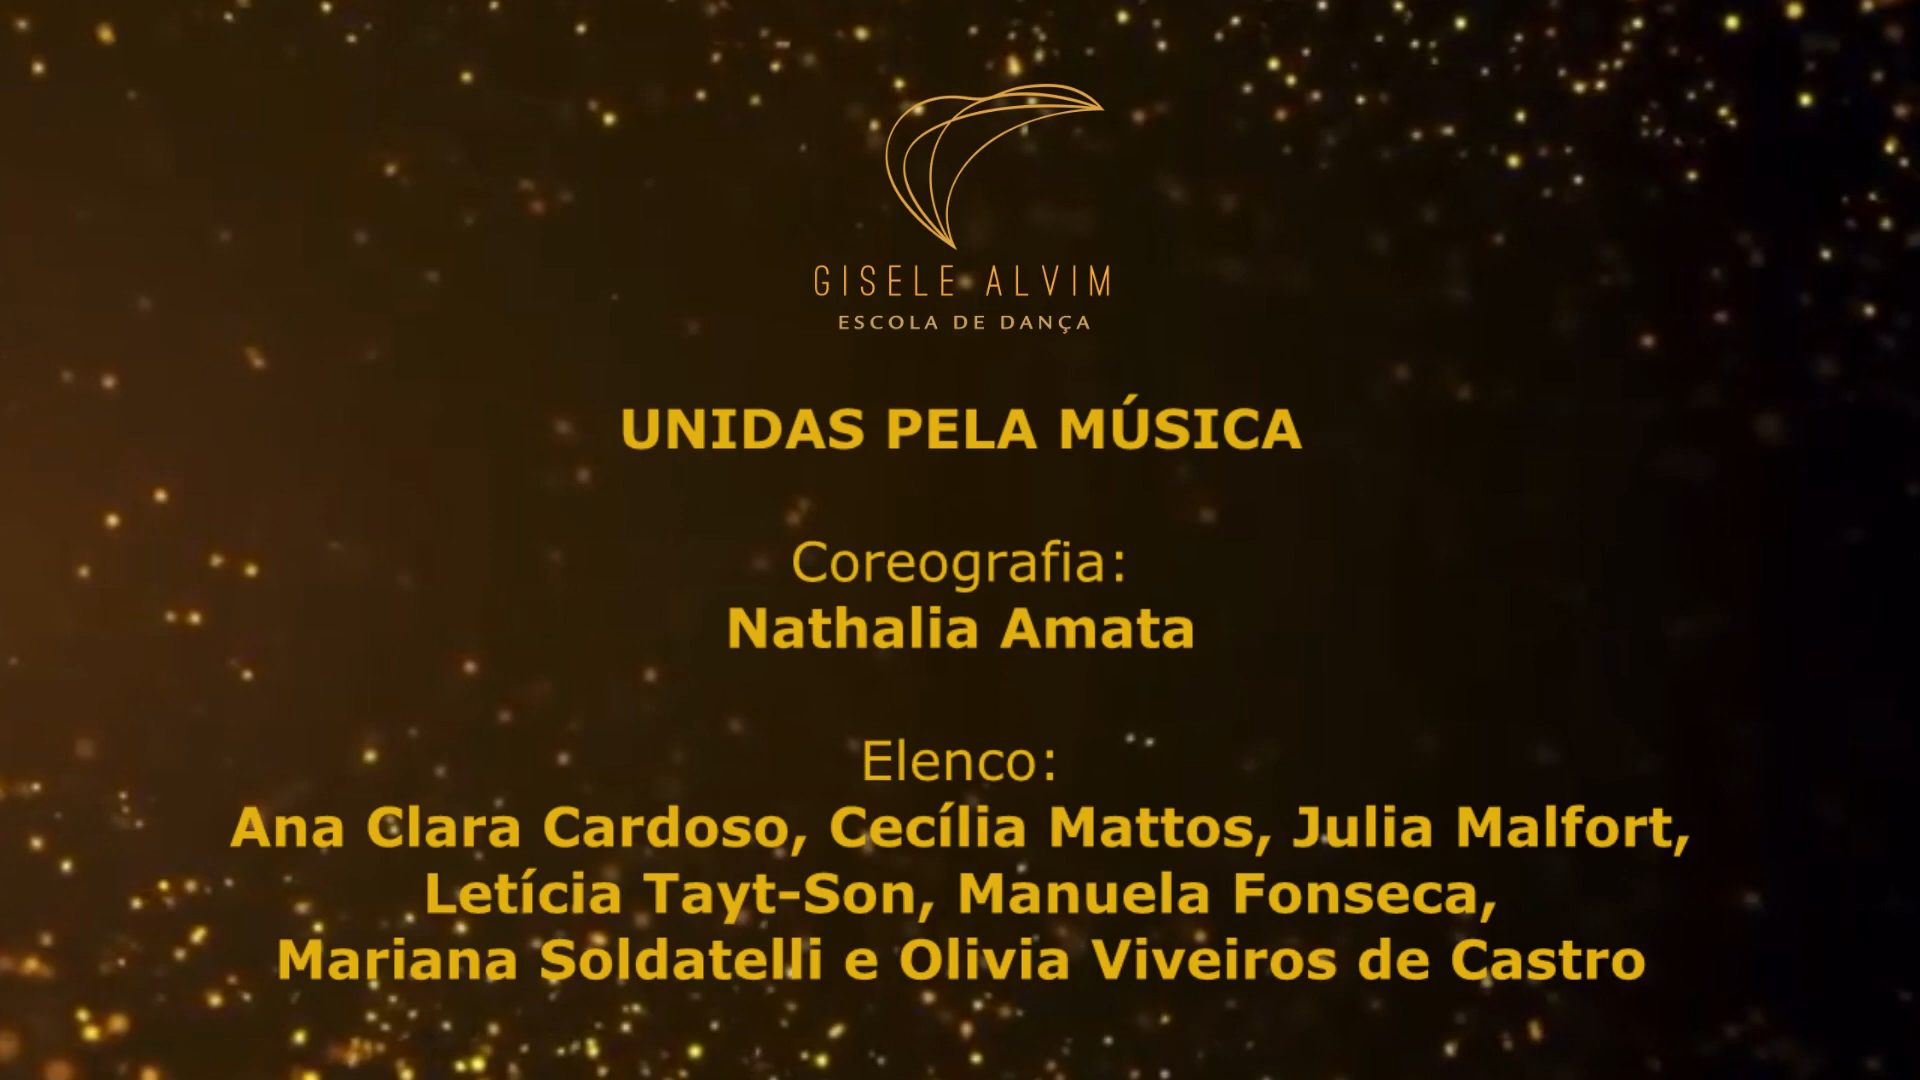 GISELE ALVIM
ESCOLA DE DANÇA
UNIDAS PELA MÚSICA
Coreografia:
Nathalia Amata
Elenco:
Ana Clara Cardoso, Cecília Mattos, Julia Malfort,
Letícia Tayt-Son, Manuela Fonseca,
Mariana Soldatelli e Olivia Viveiros de Castro